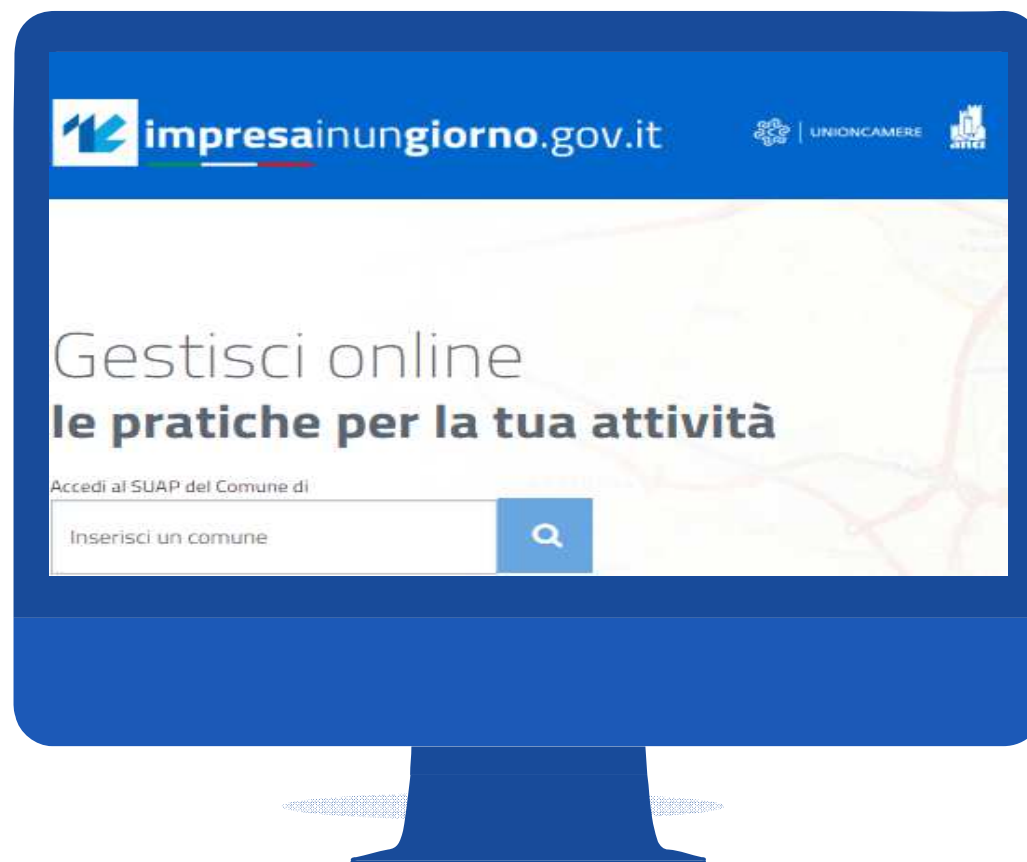 impresainungiorno.gov.it
UNIONCAMERE
anci
Gestisci online
le pratiche per la tua attività
Accedi al SUAP del Comune di
Inserisci un comune